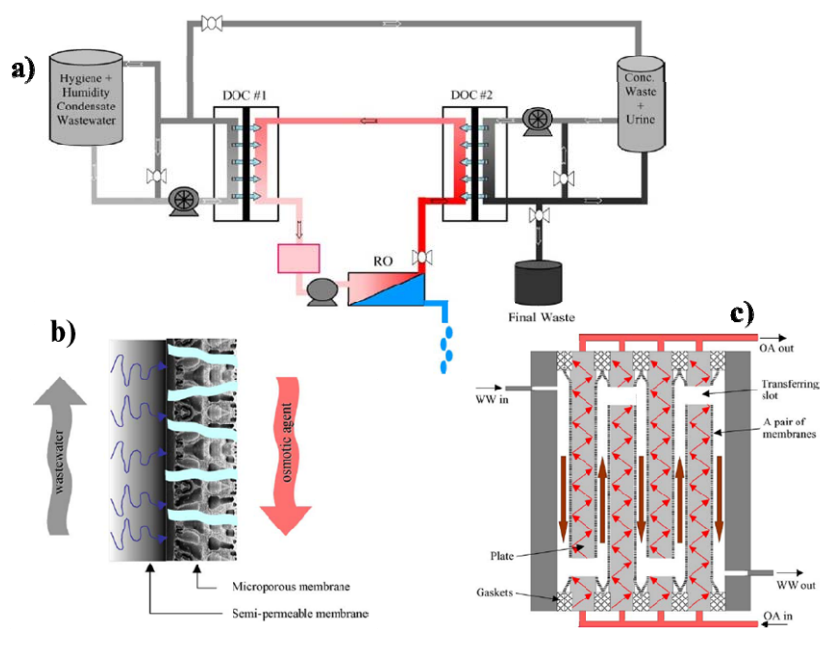 a)
Hygiene +
Humidity
Condensate
Wastewater
DOC #1
DOC #2
Conc.
Waste
+
Urine
RO
Final Waste
b)
wastewater
osmotic agent
Microporous membrane
Semi-permeable membrane
c)
OA out
WW in
Transferring
slot
A pair of
membranes
Plate
Gaskets
WW out
OA in